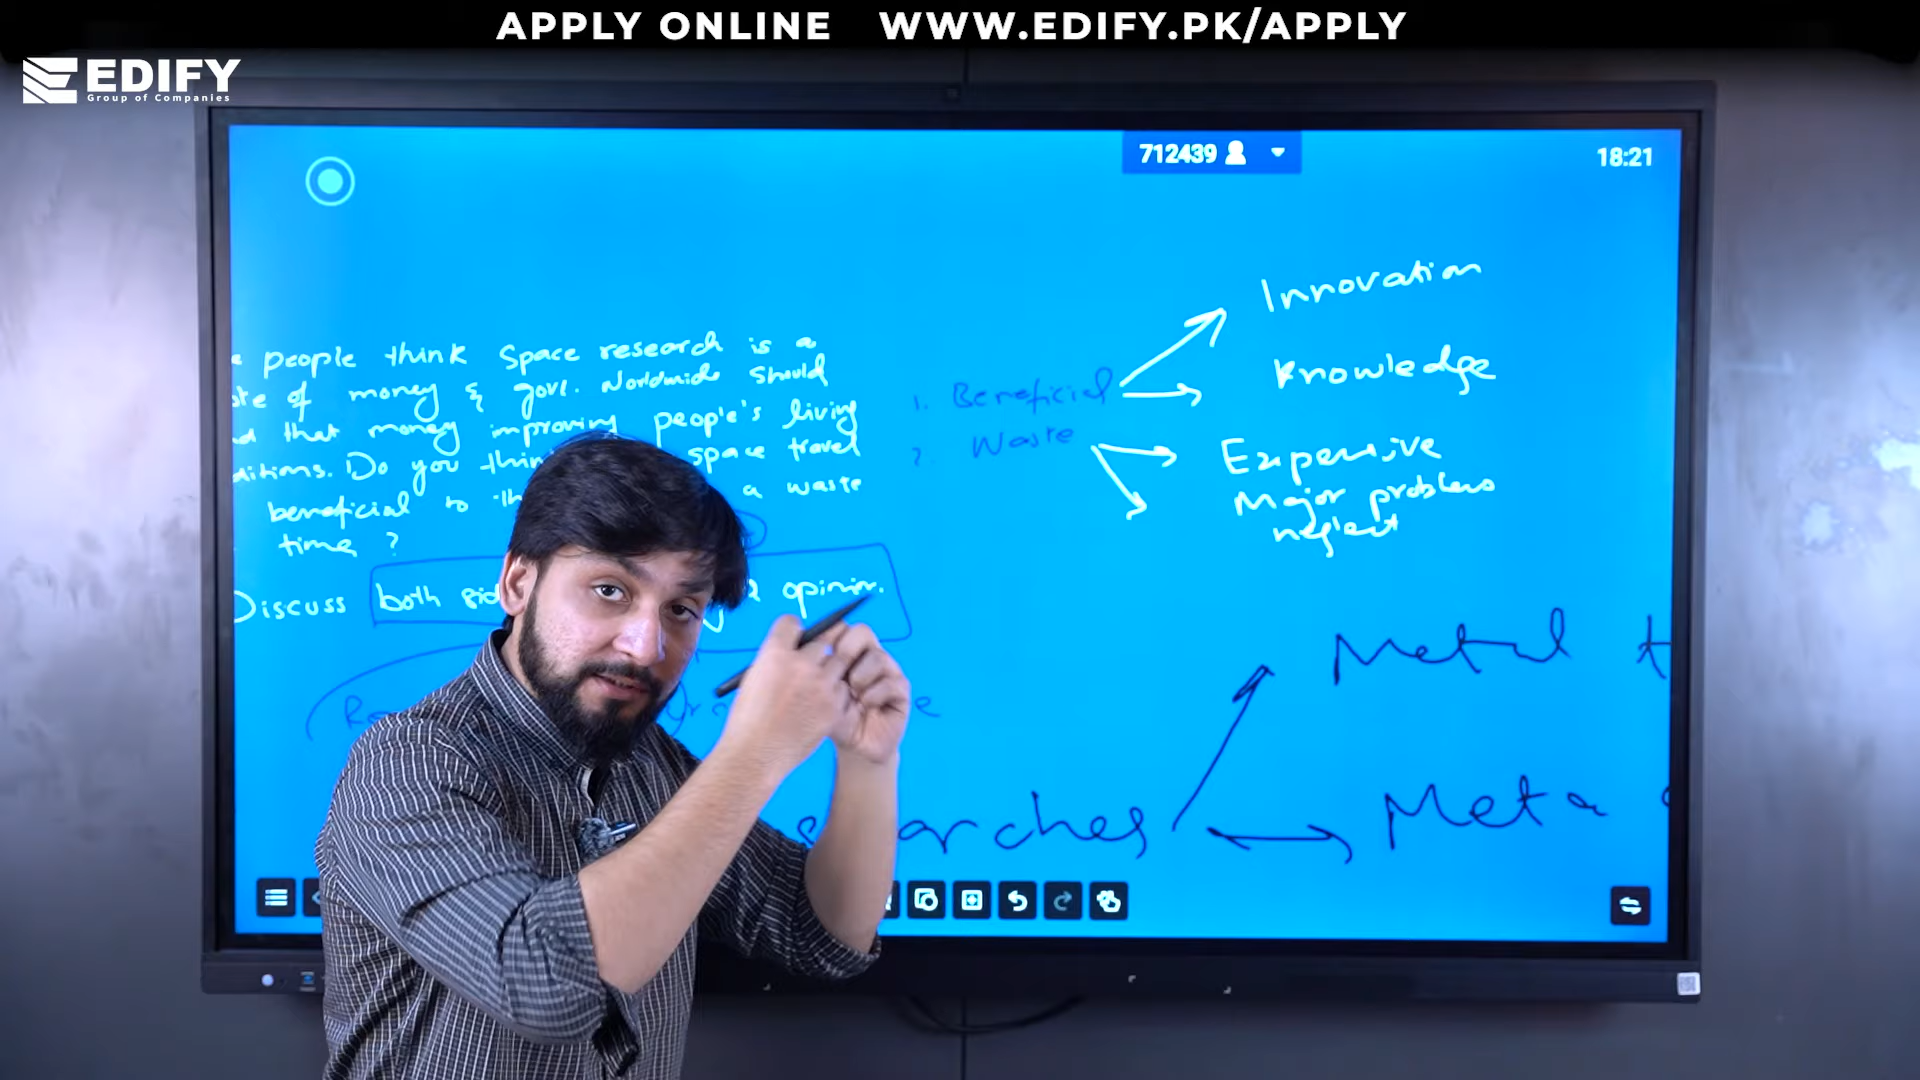 APPLY ONLINE WWW.EDIFY.PK/APPLY
EDIFY
Group of Companies
712439
18:21
people think Space research is a
of money & govt. Worldwide should
that money improving people's living
Do you space travel
beneficial to a waste
time ?
Discuss both opinion.
1. Beneficial
2 Waste
Innovation
Knowledge
Expensive
Major problems
neglect
Metal t
arches
Meta